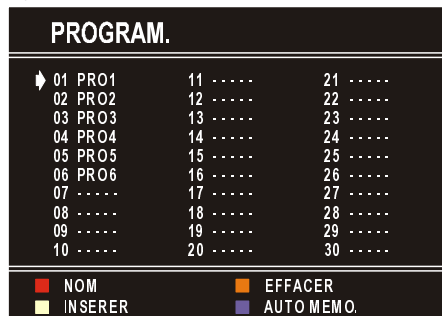 PROGRAM.
01 PRO1 11 - - - - - 21 - - - - -
02 PRO2 12 - - - - - 22 - - - - -
03 PRO3 13 - - - - - 23 - - - - -
04 PRO4 14 - - - - - 24 - - - - -
05 PRO5 15 - - - - - 25 - - - - -
06 PRO6 16 - - - - - 26 - - - - -
07 - - - - - 17 - - - - - 27 - - - - -
08 - - - - - 18 - - - - - 28 - - - - -
09 - - - - - 19 - - - - - 29 - - - - -
10 - - - - - 20 - - - - - 30 - - - - -
NOM EFFACER
INSERER AUTO MEMO.